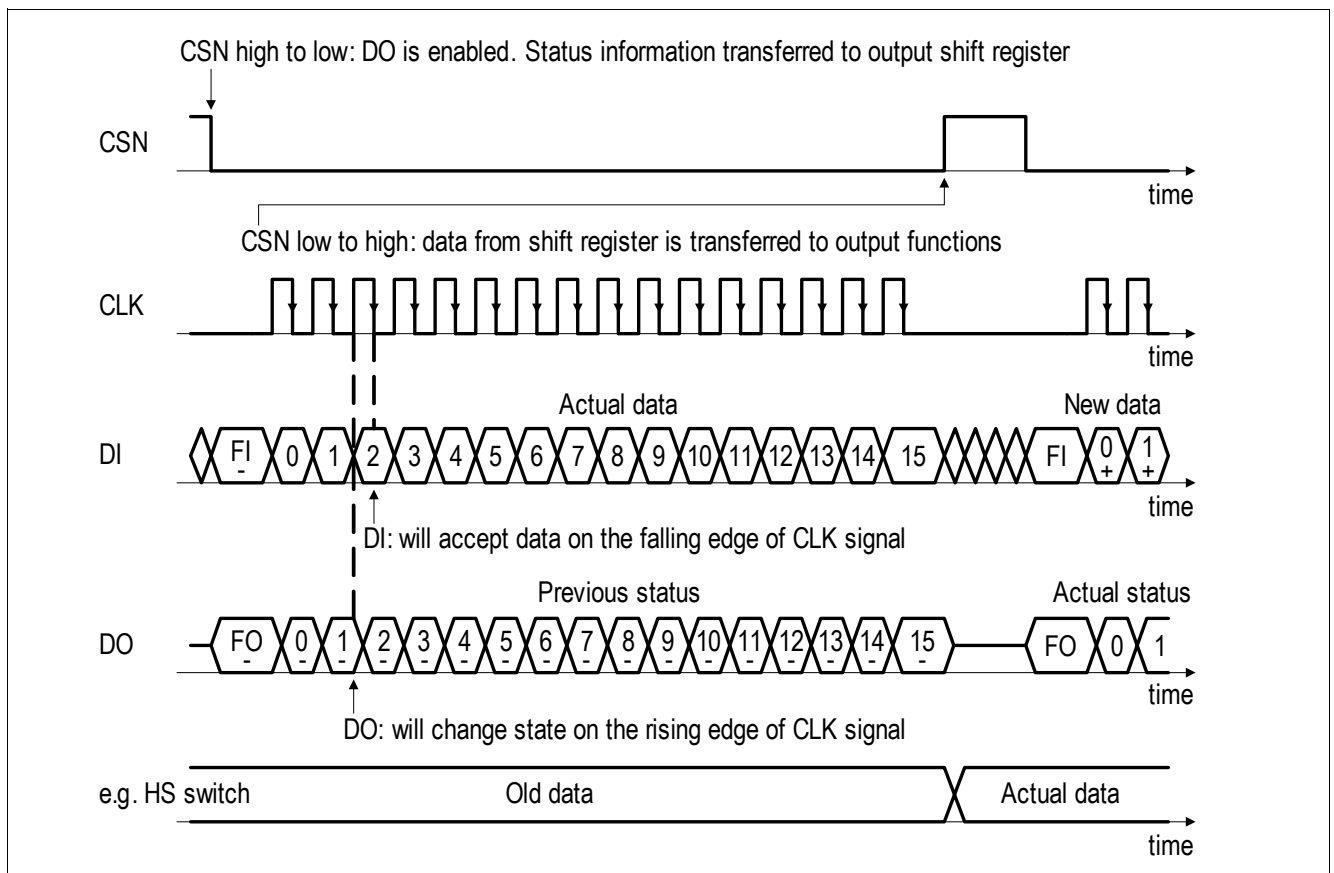 CSN high to low: DO is enabled. Status information transferred to output shift register
CSN
time
CSN low to high: data from shift register is transferred to output functions
CLK
time
Actual data New data
DI FI - 0 1 2 3 4 5 6 7 8 9 10 11 12 13 14 15 FI 0 + 1 +
time
DI: will accept data on the falling edge of CLK signal
Previous status Actual status
DO FO - 0 - 1 - 2 - 3 - 4 - 5 - 6 - 7 - 8 - 9 - 10 - 11 - 12 - 13 - 14 - 15 - FO 0 1
time
DO: will change state on the rising edge of CLK signal
e.g. HS switch Old data Actual data
time